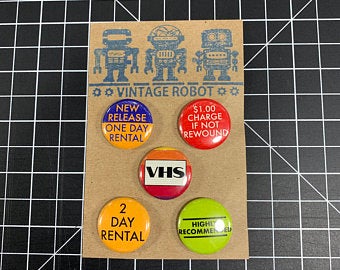 VINTAGE ROBOT
NEW
RELEASE
ONE DAY
RENTAL
$1.00
CHARGE
IF NOT
REWOUND
VHS
2
DAY
RENTAL
HIGHLY
RECOMMENDED